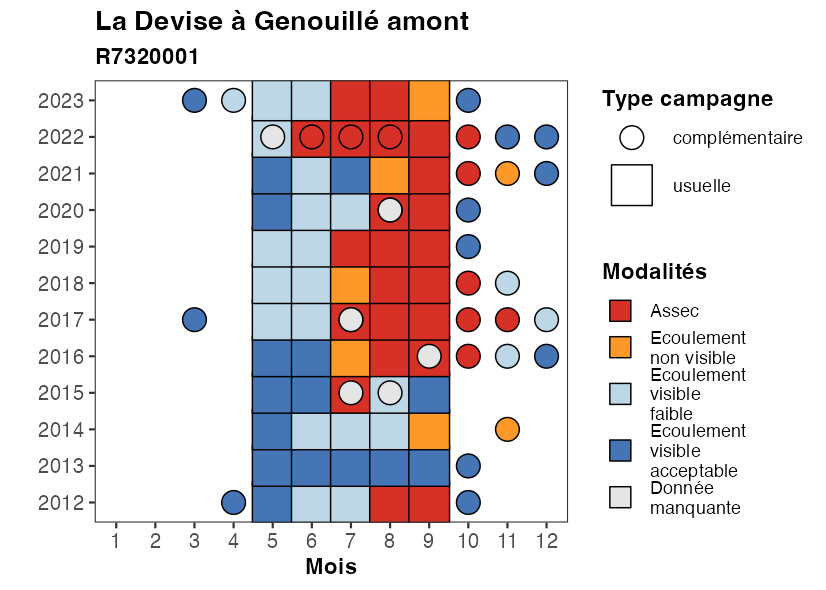 La Devise à Genouillé amont
R7320001
2023
2022
2021
2020
2019
2018
2017
2016
2015
2014
2013
2012
1 2 3 4 5 6 7 8 9 10 11 12
Mois
Type campagne
complémentaire
usuelle
Modalités
Assec
Ecoulement
non visible
Ecoulement
visible
faible
Ecoulement
visible
acceptable
Donnée
manquante